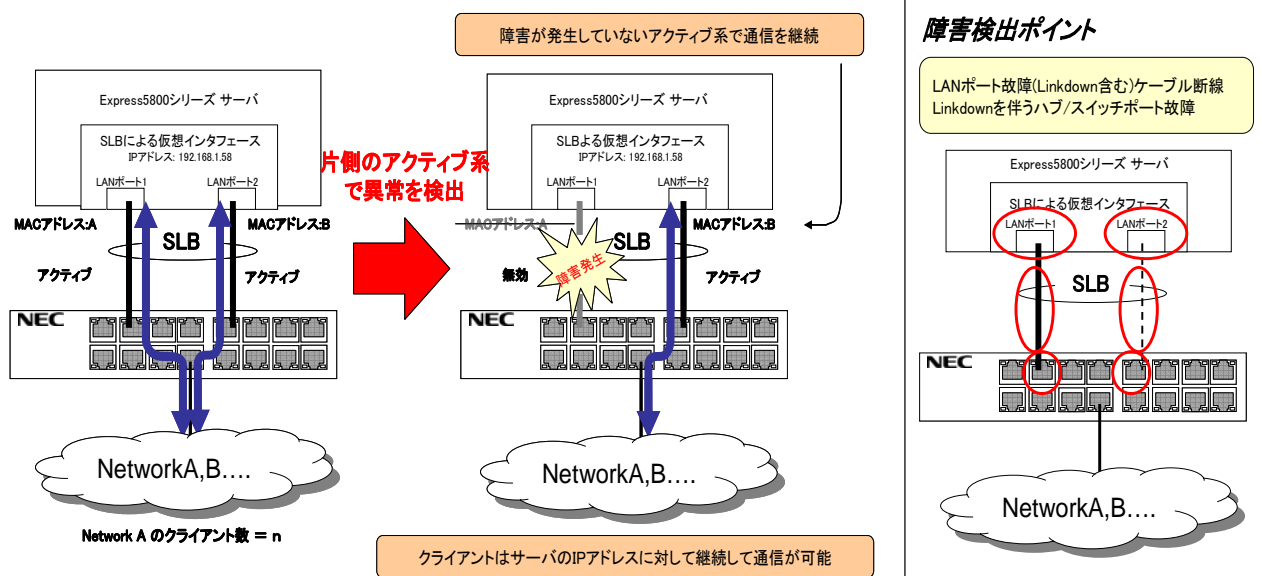 障害が発生していないアクティブ系で通信を継続
Express5800シリーズ サーバ
SLBによる仮想インタフェース
IPアドレス: 192.168.1.58
LANポート1
LANポート2
MACアドレス:A
MACアドレス:B
SLB
アクティブ
アクティブ
NEC
NetworkA,B....
Network A のクライアント数 = n
片側のアクティブ系
で異常を検出
Express5800シリーズ サーバ
SLBよる仮想インタフェース
IPアドレス: 192.168.1.58
LANポート1
LANポート2
MACアドレス:A
MACアドレス:B
SLB
無効
障害発生
アクティブ
NEC
NetworkA,B....
クライアントはサーバのIPアドレスに対して継続して通信が可能
障害検出ポイント
LANポート故障(Linkdown含む)ケーブル断線
Linkdownを伴うハブ/スイッチポート故障
Express5800シリーズ サーバ
SLBによる仮想インタフェース
LANポート1
LANポート2
SLB
NEC
NetworkA,B....